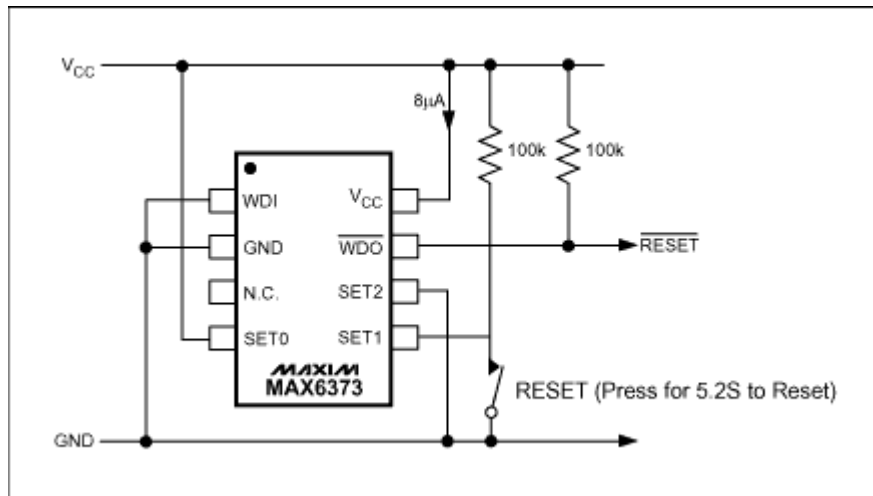 VCC
8µA
100k
100k
WDI
VCC
GND
WDO
RESET
N.C.
SET2
SET0
SET1
MAXIM
MAX6373
RESET (Press for 5.2S to Reset)
GND